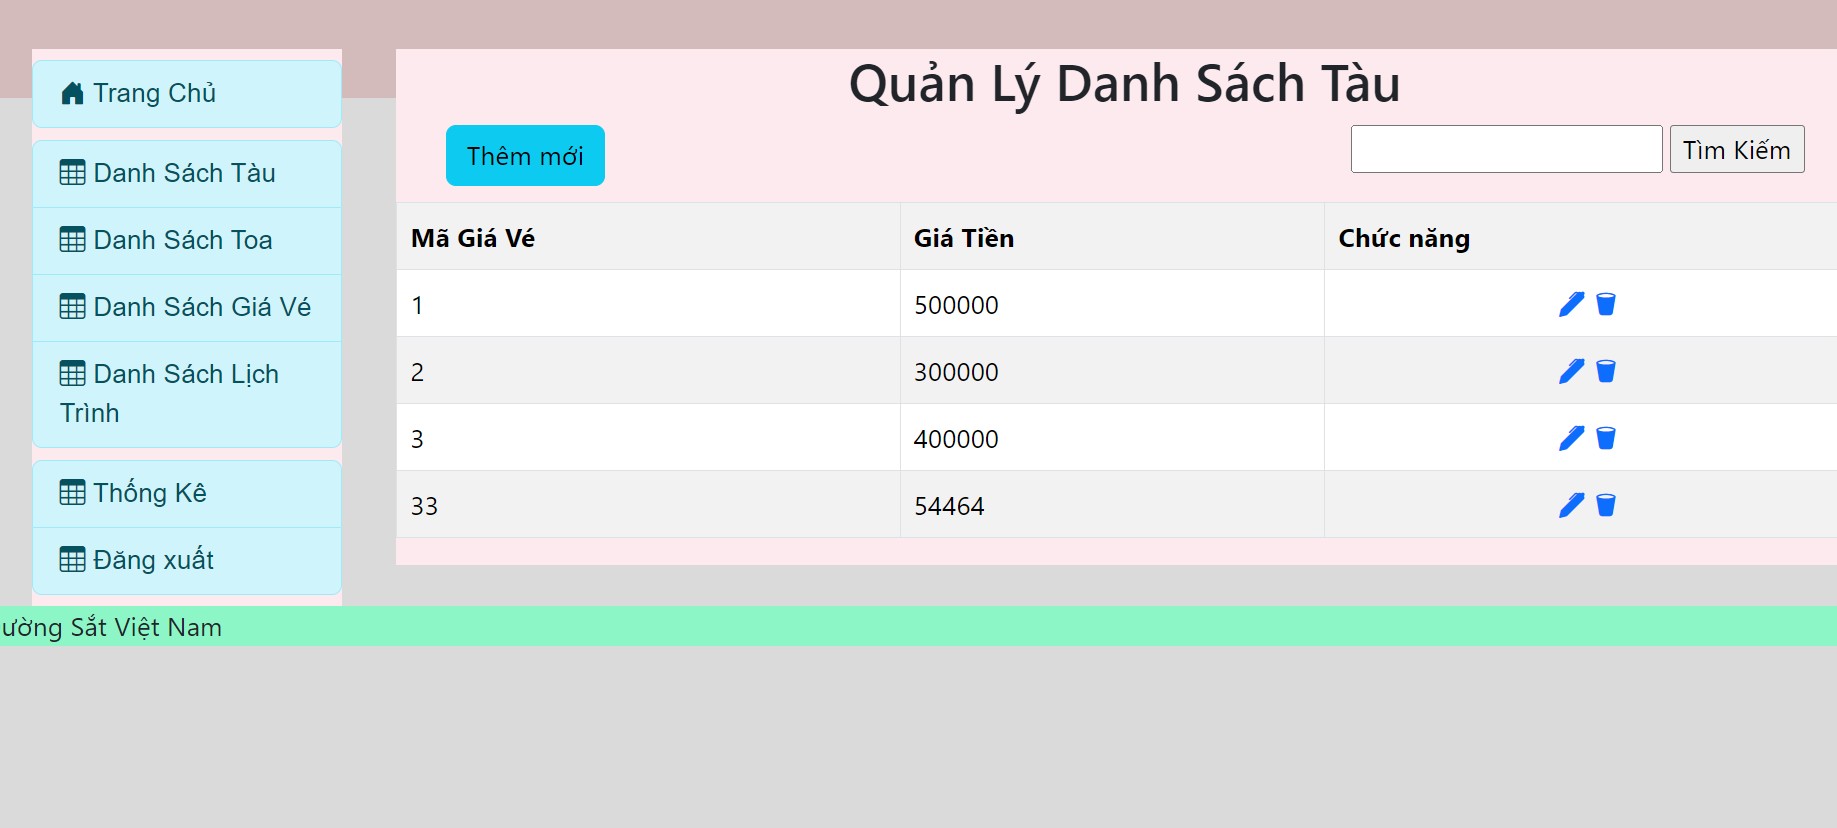 Trang Chủ
Danh Sách Tàu
Danh Sách Toa
Danh Sách Giá Vé
Danh Sách Lịch
Trình
Thống Kê
Đăng xuất
Quản Lý Danh Sách Tàu
Thêm mới
Tìm Kiếm
Mã Giá Vé Giá Tiền Chức năng
1 500000
2 300000
3 400000
33 54464
ường Sắt Việt Nam